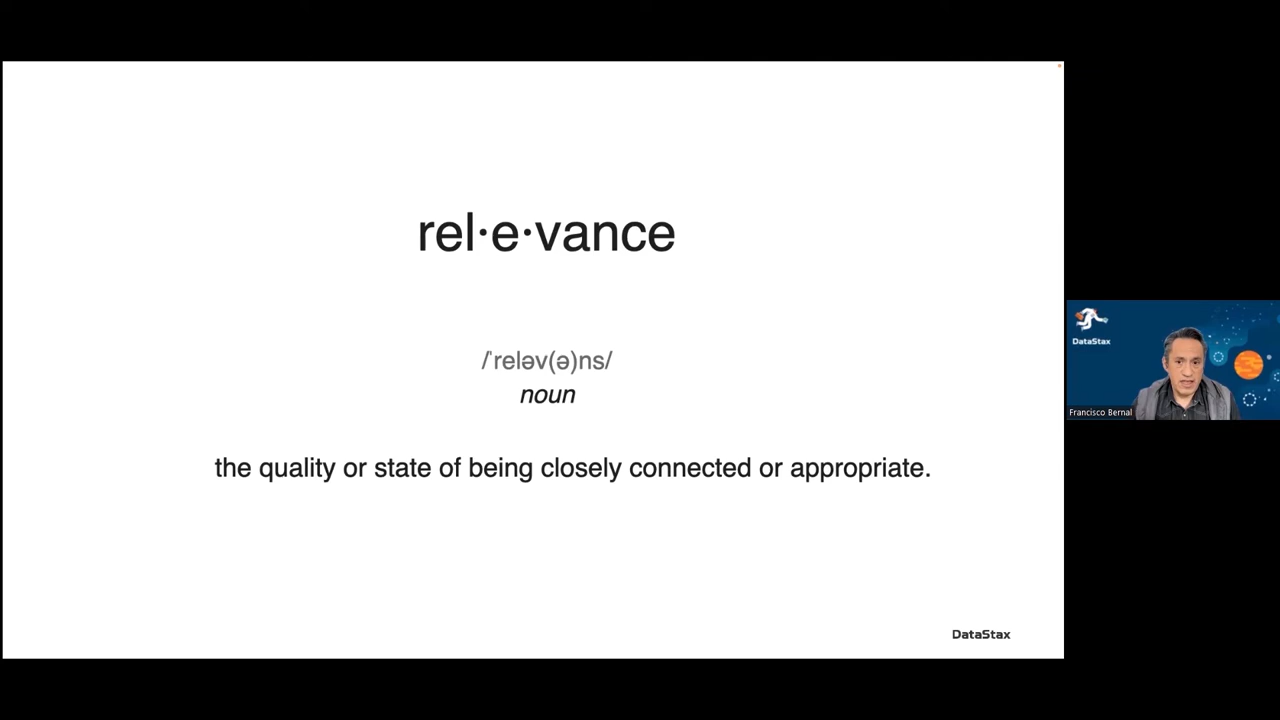 rel·e·vance
/ˈreləv(ə)ns/
noun
the quality or state of being closely connected or appropriate.
DataStax
DataStax
Francisco Bernal